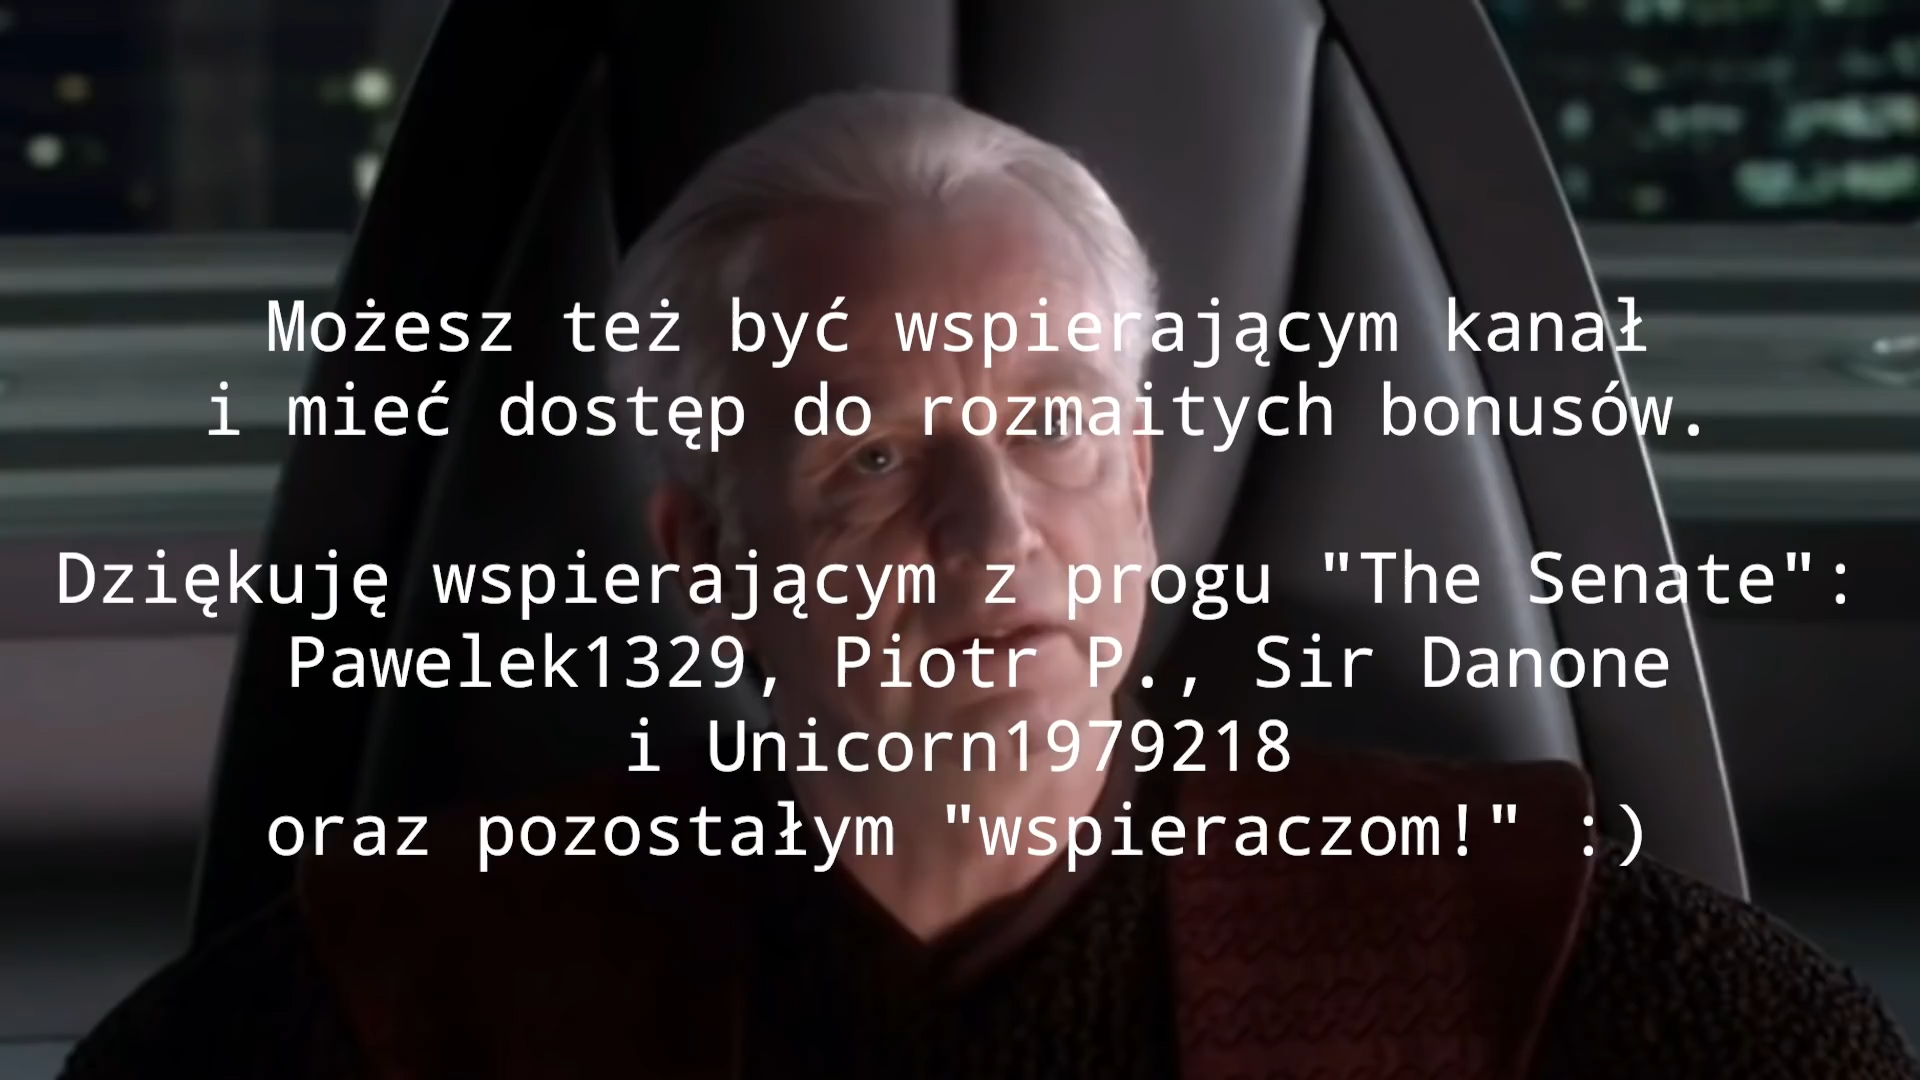 Możesz też być wspierającym kanał
i mieć dostęp do rozmaitych bonusów.
Dziękuję wspierającym z progu "The Senate":
Pawelek1329, Piotr P., Sir Danone
i Unicorn1979218
oraz pozostałym "wspieraczom!" :)